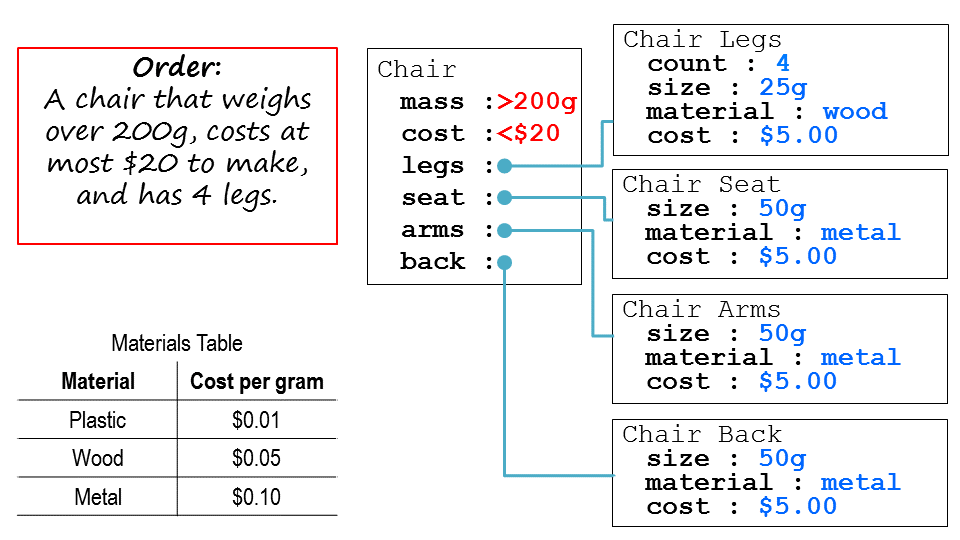 Order:
A chair that weighs
over 200g, costs at
most $20 to make,
and has 4 legs.
Materials Table
Material Cost per gram
Plastic $0.01
Wood $0.05
Metal $0.10
Chair
mass :>200g
cost :<$20
legs :
seat :
arms :
back :
Chair Legs
count : 4
size : 25g
material : wood
cost : $5.00
Chair Seat
size : 50g
material : metal
cost : $5.00
Chair Arms
size : 50g
material : metal
cost : $5.00
Chair Back
size : 50g
material : metal
cost : $5.00